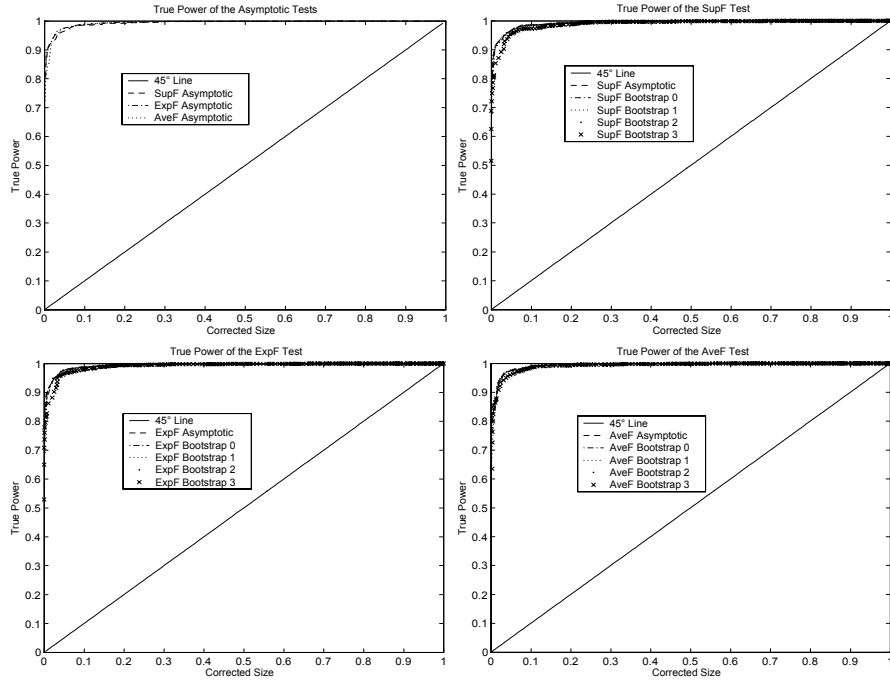 True Power of the Asymptotic Tests
1
0.9
0.8
0.7
0.6
0.5
0.4
0.3
0.2
0.1
0
True Power
45° Line
SupF Asymptotic
ExpF Asymptotic
AveF Asymptotic
0 0.1 0.2 0.3 0.4 0.5 0.6 0.7 0.8 0.9 1
Corrected Size
True Power of the SupF Test
1
0.9
0.8
0.7
0.6
0.5
0.4
0.3
0.2
0.1
0
True Power
45° Line
SupF Asymptotic
SupF Bootstrap 0
SupF Bootstrap 1
SupF Bootstrap 2
SupF Bootstrap 3
0 0.1 0.2 0.3 0.4 0.5 0.6 0.7 0.8 0.9 1
Corrected Size
True Power of the ExpF Test
1
0.9
0.8
0.7
0.6
0.5
0.4
0.3
0.2
0.1
0
True Power
45° Line
ExpF Asymptotic
ExpF Bootstrap 0
ExpF Bootstrap 1
ExpF Bootstrap 2
ExpF Bootstrap 3
0 0.1 0.2 0.3 0.4 0.5 0.6 0.7 0.8 0.9 1
Corrected Size
True Power of the AveF Test
1
0.9
0.8
0.7
0.6
0.5
0.4
0.3
0.2
0.1
0
True Power
45° Line
AveF Asymptotic
AveF Bootstrap 0
AveF Bootstrap 1
AveF Bootstrap 2
AveF Bootstrap 3
0 0.1 0.2 0.3 0.4 0.5 0.6 0.7 0.8 0.9 1
Corrected Size